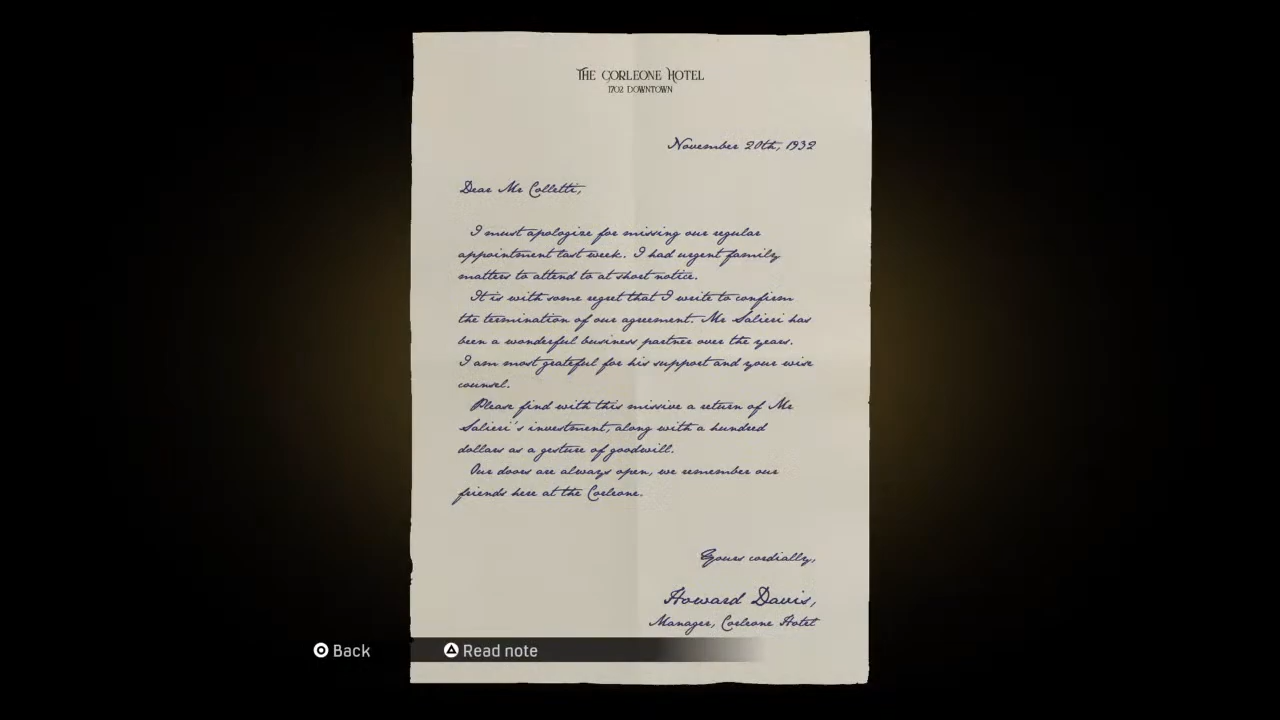 THE CORLEONE HOTEL
1702 DOWNTOWN
November 20th, 1932
Dear Mr Colletti,
I must apologize for missing our regular
appointment last week. I had urgent family
matters to attend to at short notice.
It is with some regret that I write to confirm
the termination of our agreement. Mr Salieri has
been a wonderful business partner over the years.
I am most grateful for his support and your wise
counsel.
Please find with this missive a return of Mr
Salieri's investment, along with a hundred
dollars as a gesture of goodwill.
Our doors are always open, we remember our
friends here at the Corleone.
Yours cordially,
Howard Davis,
Manager, Corleone Hotel
Back
Read note